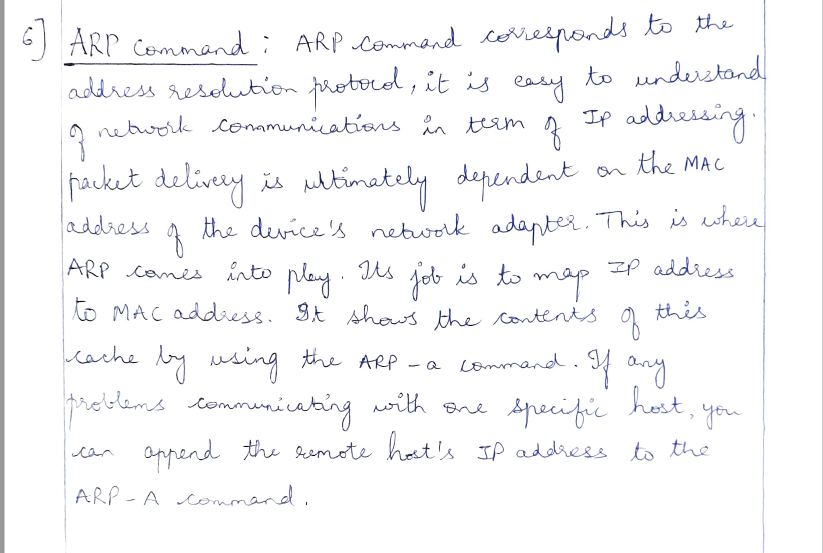 6] ARP Command : ARP command corresponds to the
address resolution protocol, it is easy to understand
of network communications in term of IP addressing.
packet delivery is ultimately dependent on the MAC
address of the device's network adapter. This is where
ARP comes into play. Its job is to map IP address
to MAC address. It shows the contents of this
cache by using the ARP - a command. If any
problems communicating with one specific host, you
can append the remote host's IP address to the
ARP - A command.